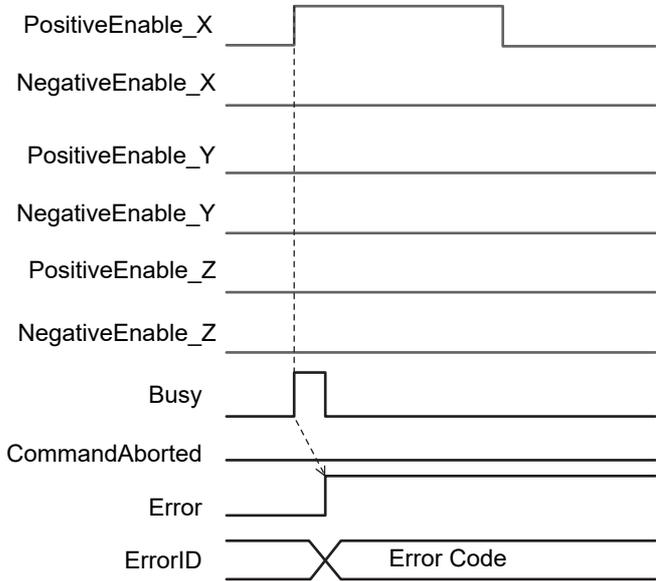 PositiveEnable_X
NegativeEnable_X
PositiveEnable_Y
NegativeEnable_Y
PositiveEnable_Z
NegativeEnable_Z
Busy
CommandAborted
Error
ErrorID Error Code